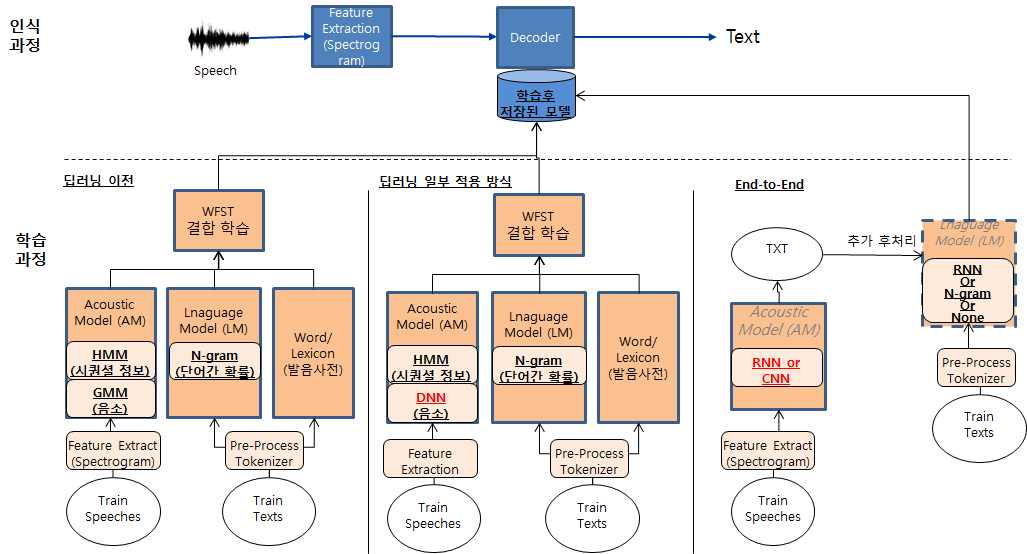 인식
과정
Speech
Feature
Extraction
(Spectrog
ram)
Decoder
Text
학습후
저장된 모델
학습
과정
딥러닝 이전
WFST
결합 학습
Acoustic
Model (AM)
HMM
(시퀀셜 정보)
GMM
(음소)
Lnaguage
Model (LM)
N-gram
(단어간 확률)
Word/
Lexicon
(발음사전)
Feature Extract
(Spectrogram)
Pre-Process
Tokenizer
Train
Speeches
Train
Texts
딥러닝 일부 적용 방식
WFST
결합 학습
Acoustic
Model (AM)
HMM
(시퀀셜 정보)
DNN
(음소)
Lnaguage
Model (LM)
N-gram
(단어간 확률)
Word/
Lexicon
(발음사전)
Feature
Extraction
Pre-Process
Tokenizer
Train
Speeches
Train
Texts
End-to-End
TXT
추가 후처리
Acoustic
Model (AM)
RNN or
CNN
Feature Extract
(Spectrogram)
Train
Speeches
Lnaguage
Model (LM)
RNN
Or
N-gram
Or
None
Pre-Process
Tokenizer
Train
Texts